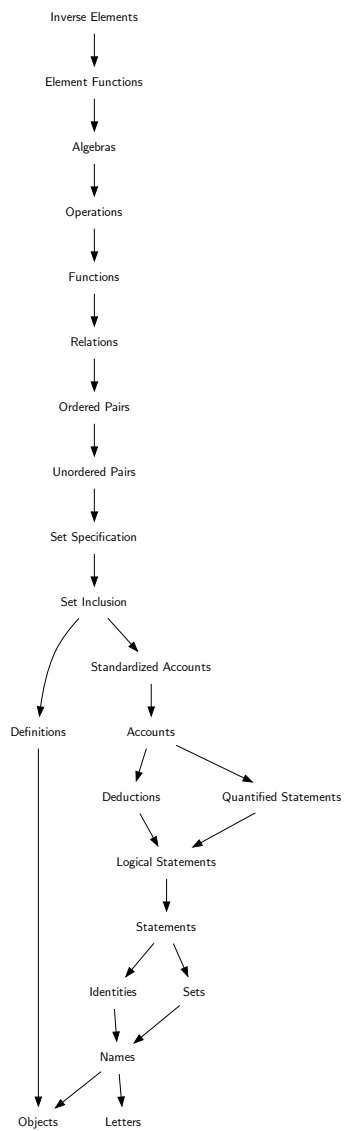 Inverse Elements
Element Functions
Algebras
Operations
Functions
Relations
Ordered Pairs
Unordered Pairs
Set Specification
Set Inclusion
Standardized Accounts
Definitions
Accounts
Deductions
Quantified Statements
Logical Statements
Statements
Identities
Sets
Names
Objects
Letters